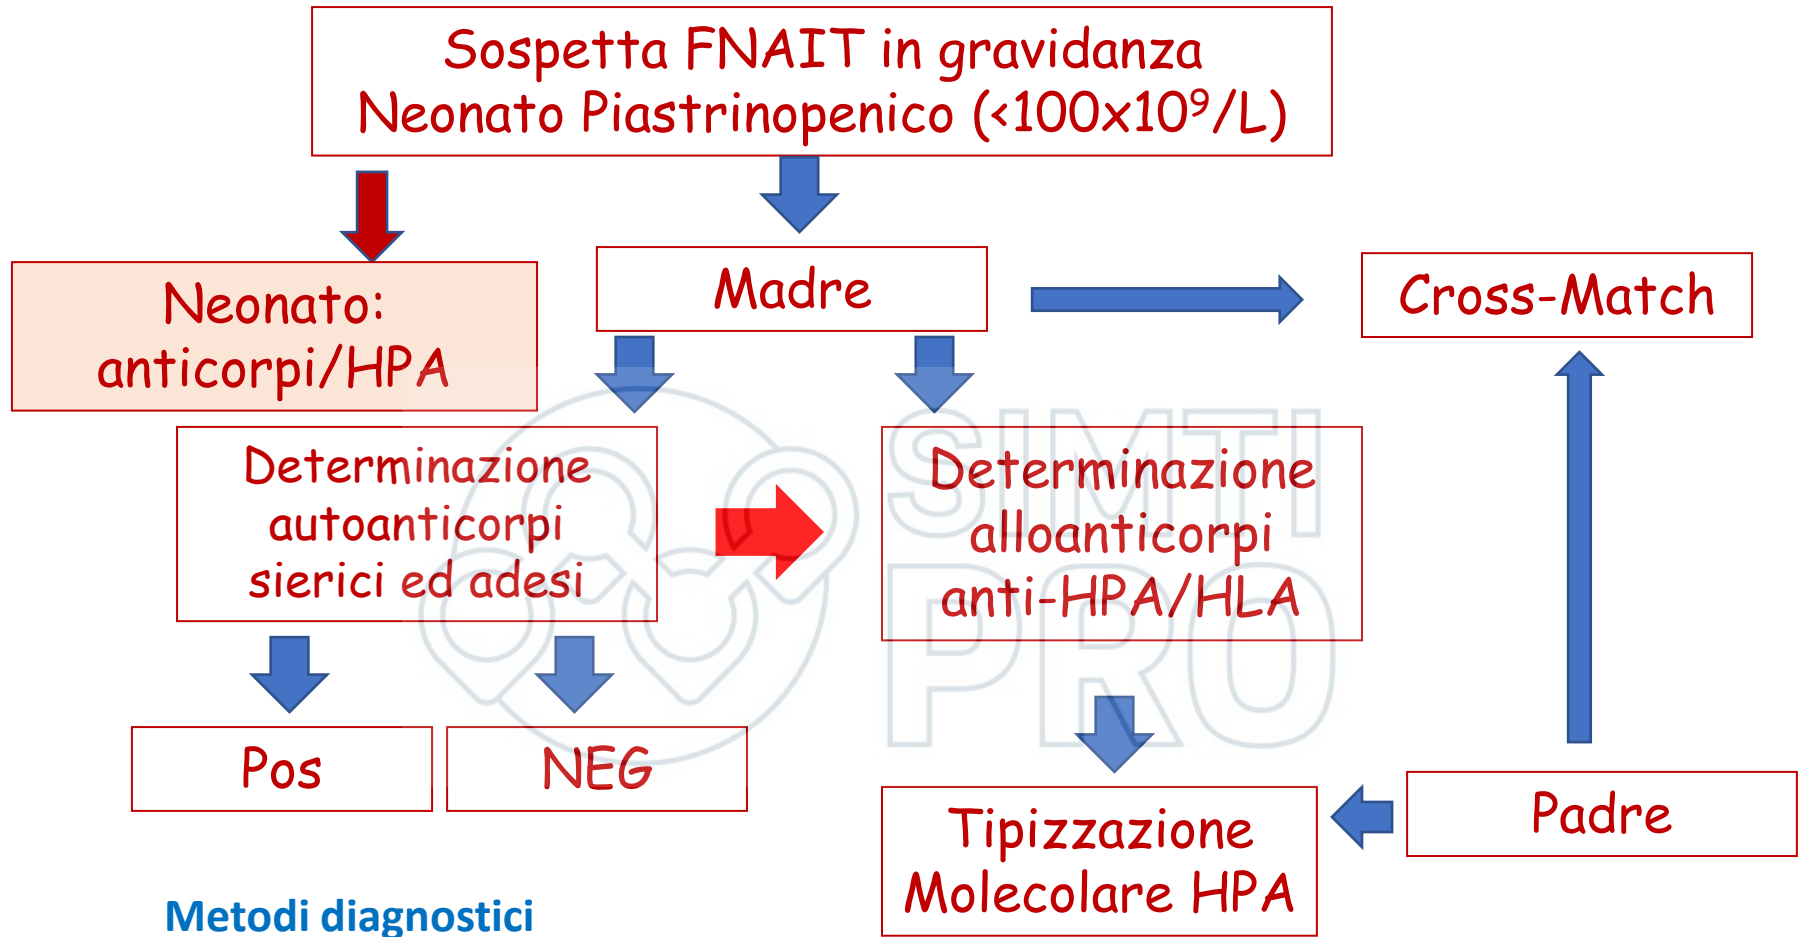 Sospetta FNAIT in gravidanza
Neonato Piastrinopenico (<100x10⁹/L)
Neonato:
anticorpi/HPA
Madre
Cross-Match
Determinazione
autoanticorpi
sierici ed adesi
Determinazione
alloanticorpi
anti-HPA/HLA
SIMTI
PRO
Pos
NEG
Tipizzazione
Molecolare HPA
Padre
Metodi diagnostici